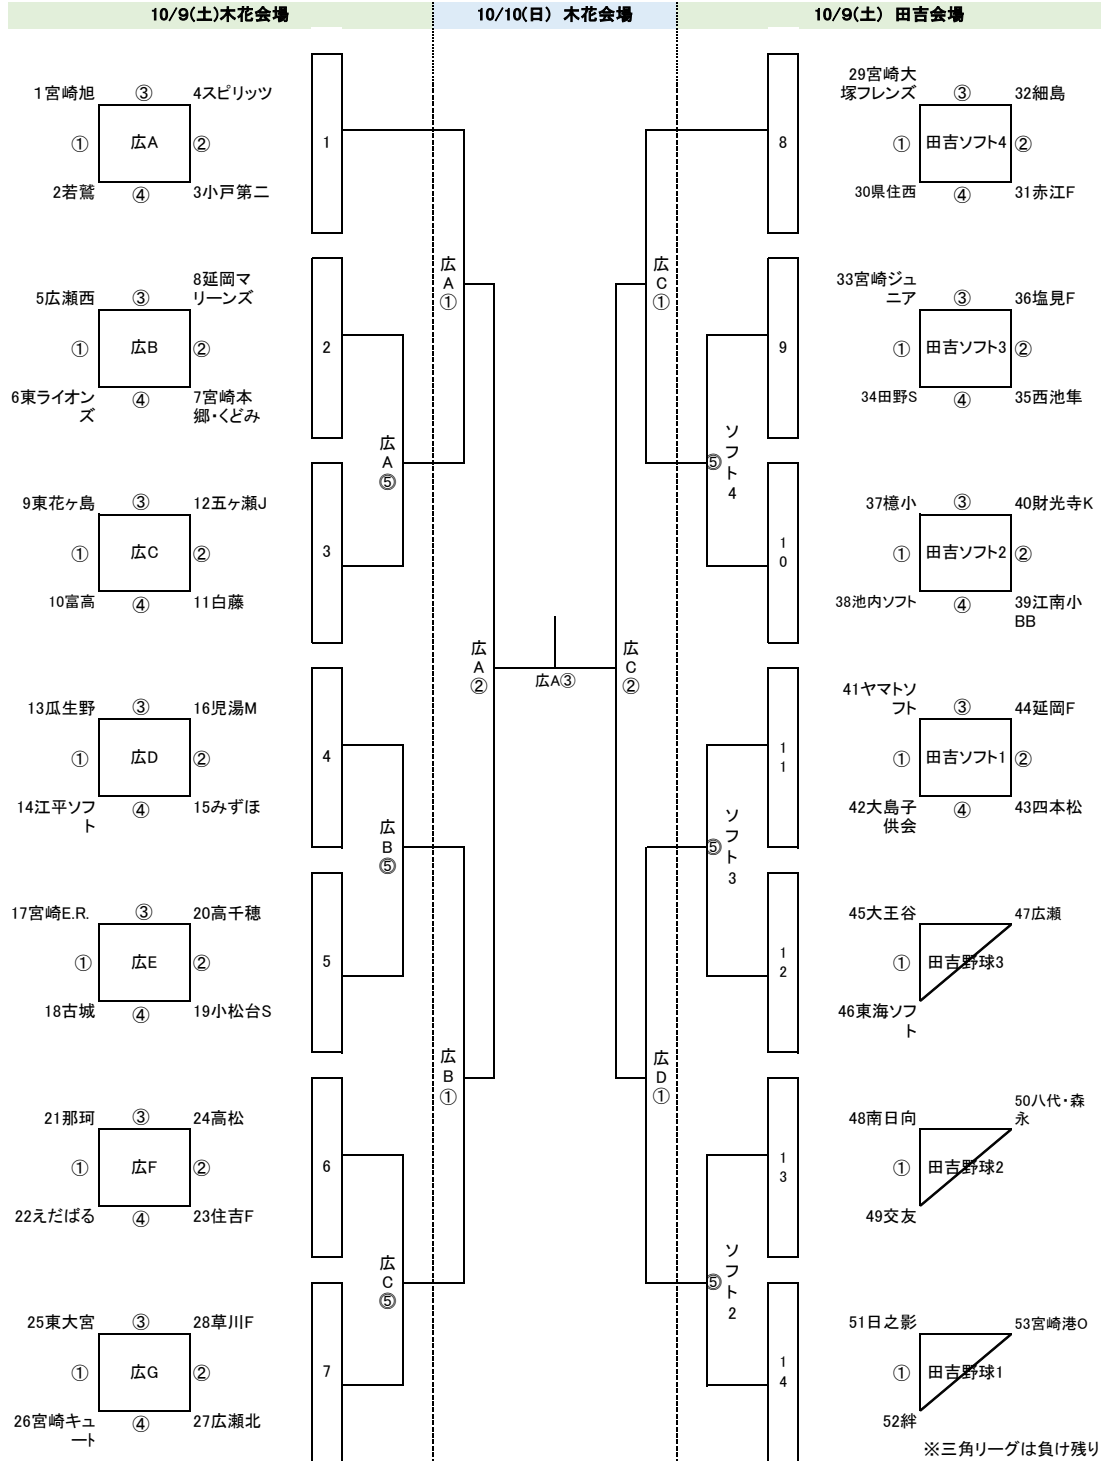 10/9(土)木花会場
10/10(日) 木花会場
10/9(土) 田吉会場
1宮崎旭
③
4スピリッツ
①
広A
②
2若鷲
④
3小戸第二
1
5広瀬西
③
8延岡マ
リーンズ
①
広B
②
6東ライオン
ズ
④
7宮崎本
郷・くどみ
2
9東花ヶ島
③
12五ヶ瀬J
①
広C
②
10富高
④
11白藤
3
13瓜生野
③
16児湯M
①
広D
②
14江平ソフ
ト
④
15みずほ
4
17宮崎E.R.
③
20高千穂
①
広E
②
18古城
④
19小松台S
5
21那珂
③
24高松
①
広F
②
22えだばる
④
23住吉F
6
25東大宮
③
28草川F
①
広G
②
26宮崎キュ
ート
④
27広瀬北
7
広A⑤
広B⑤
広C⑤
広A①
広B①
広A②
広A③
広C②
広C①
広D①
ソフト4
⑤
ソフト3
⑤
ソフト2
⑤
8
29宮崎大
塚フレンズ
③
32細島
①
田吉ソフト4
②
30県住西
④
31赤江F
9
33宮崎ジュ
ニア
③
36塩見F
①
田吉ソフト3
②
34田野S
④
35西池隼
10
37檍小
③
40財光寺K
①
田吉ソフト2
②
38池内ソフト
④
39江南小
BB
11
41ヤマトソ
フト
③
44延岡F
①
田吉ソフト1
②
42大島子
供会
④
43四本松
12
45大王谷
47広瀬
①
田吉野球3
46東海ソフ
ト
13
48南日向
50八代・森
永
①
田吉野球2
49交友
14
51日之影
53宮崎港O
①
田吉野球1
52絆
※三角リーグは負け残り